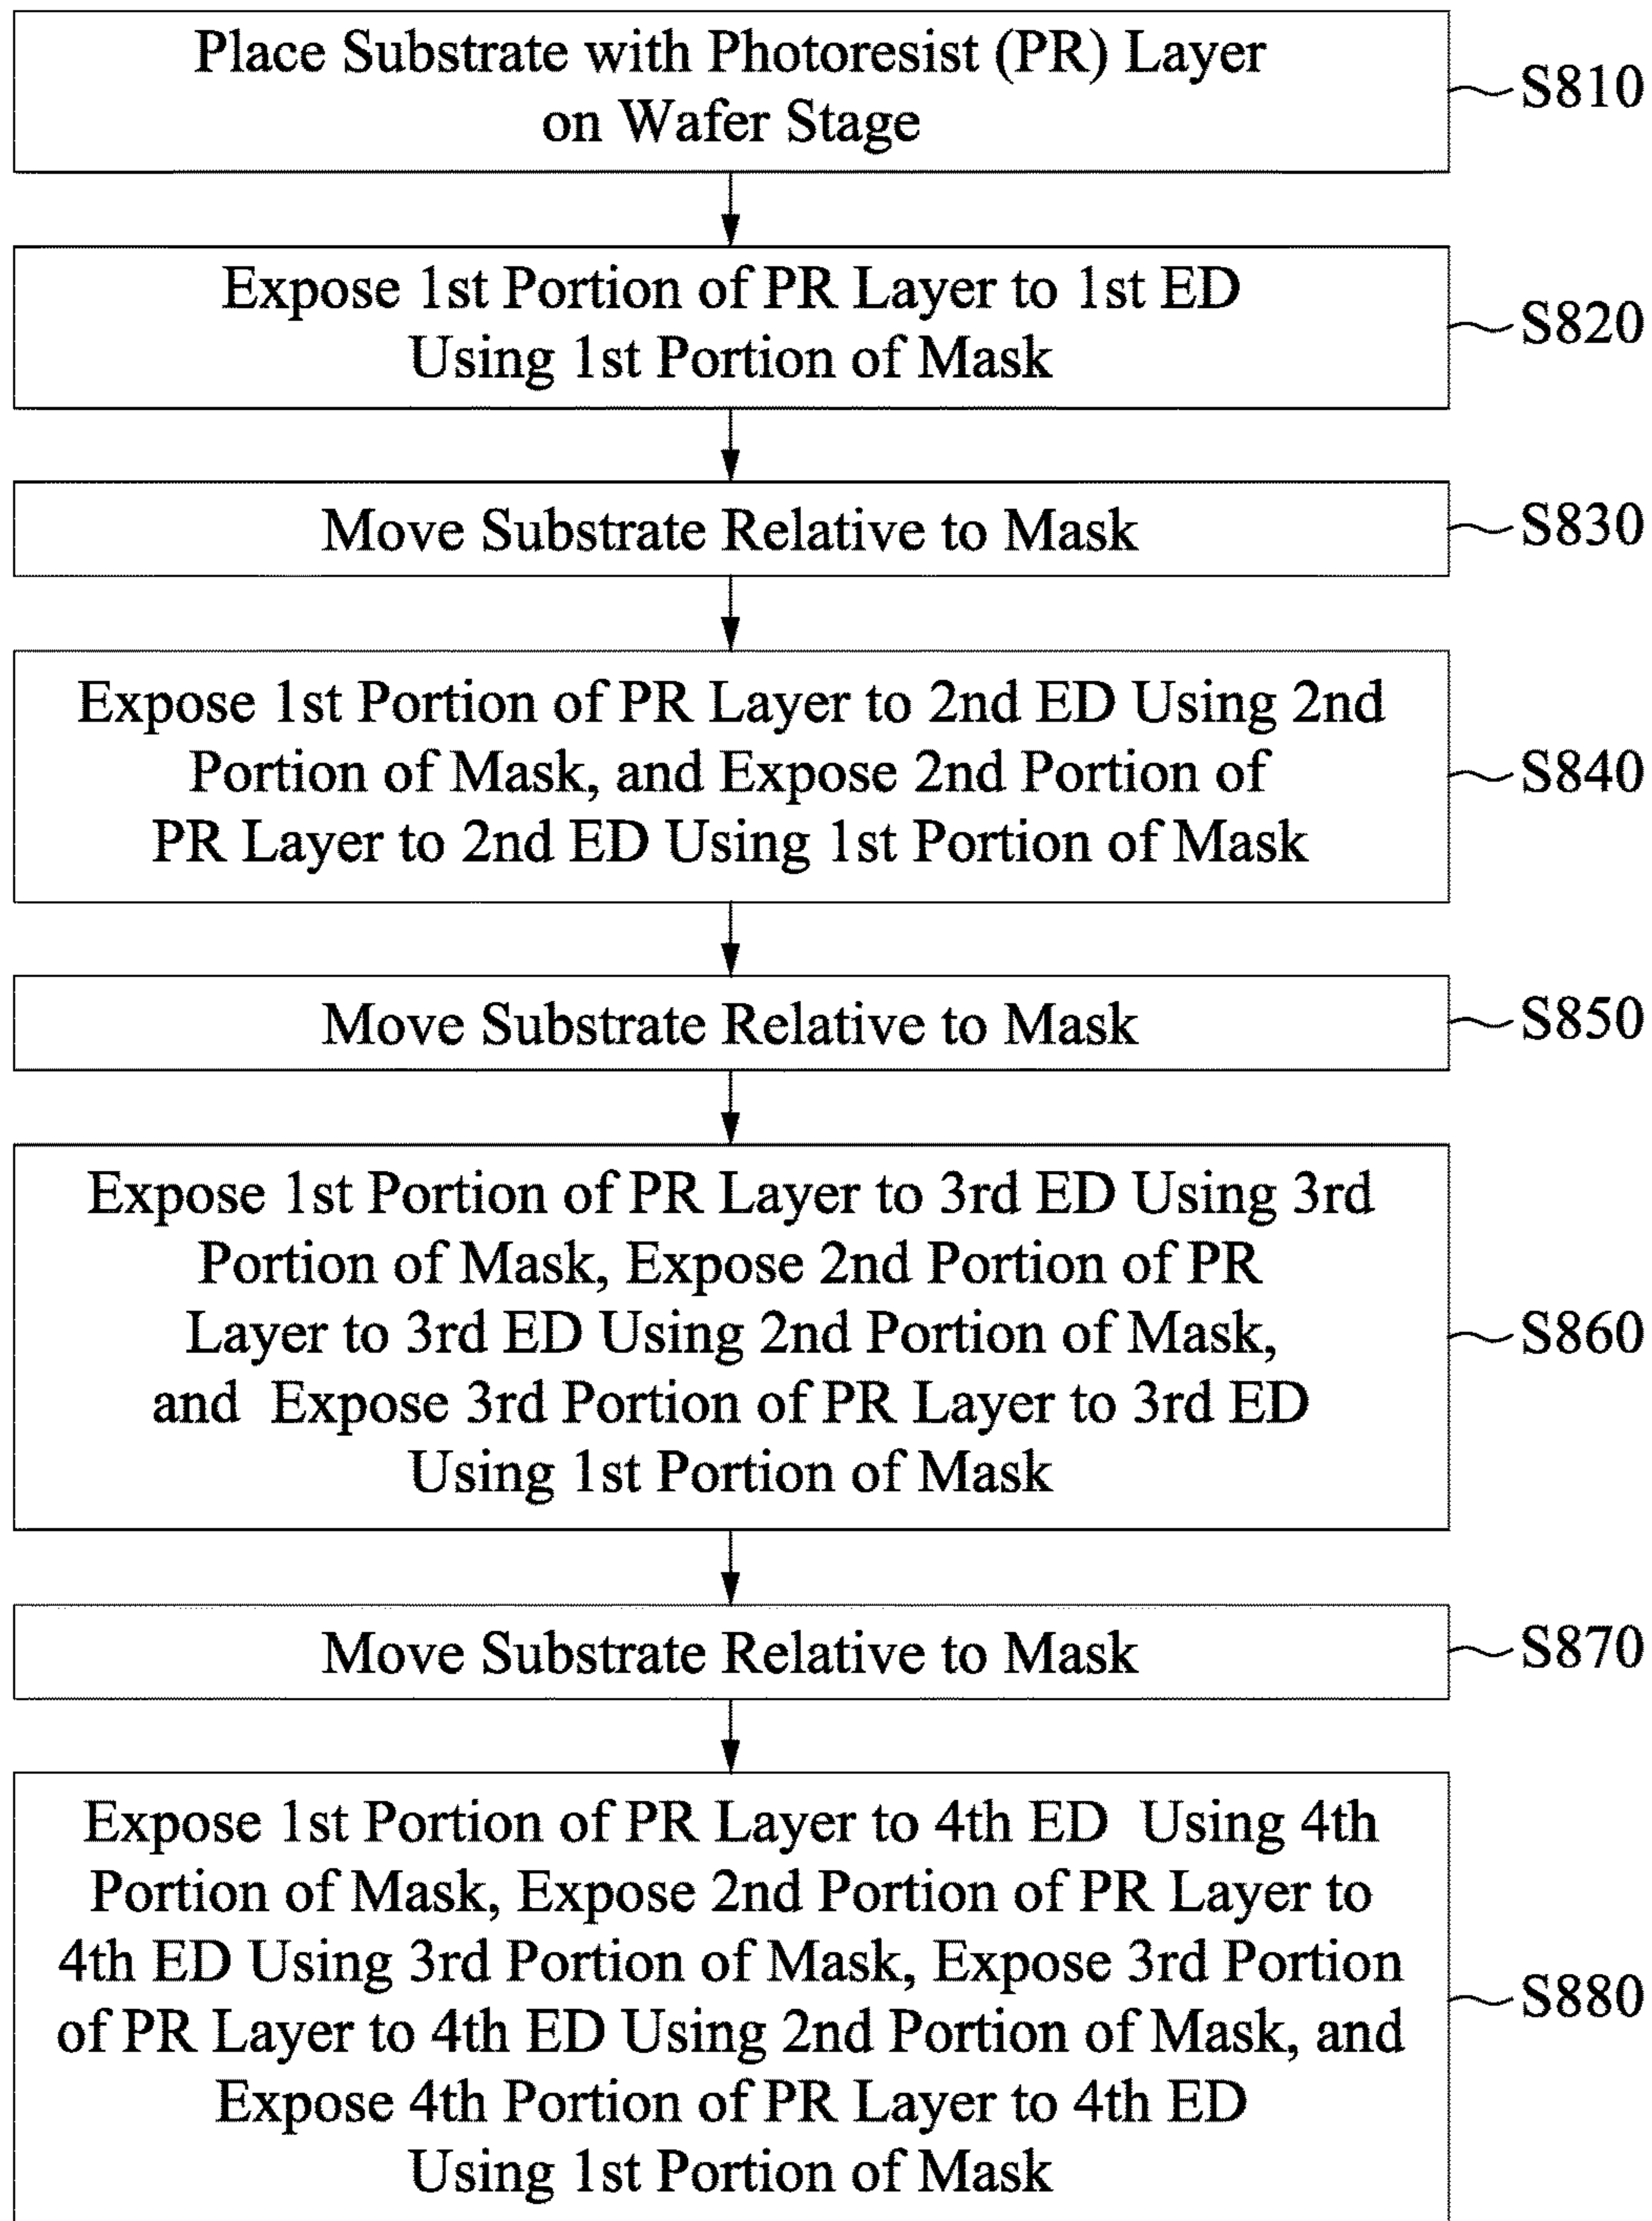 Place Substrate with Photoresist (PR) Layer
on Wafer Stage
S810
Expose 1st Portion of PR Layer to 1st ED
Using 1st Portion of Mask
S820
Move Substrate Relative to Mask
S830
Expose 1st Portion of PR Layer to 2nd ED Using 2nd
Portion of Mask, and Expose 2nd Portion of
PR Layer to 2nd ED Using 1st Portion of Mask
S840
Move Substrate Relative to Mask
S850
Expose 1st Portion of PR Layer to 3rd ED Using 3rd
Portion of Mask, Expose 2nd Portion of PR
Layer to 3rd ED Using 2nd Portion of Mask,
and Expose 3rd Portion of PR Layer to 3rd ED
Using 1st Portion of Mask
S860
Move Substrate Relative to Mask
S870
Expose 1st Portion of PR Layer to 4th ED Using 4th
Portion of Mask, Expose 2nd Portion of PR Layer to
4th ED Using 3rd Portion of Mask, Expose 3rd Portion
of PR Layer to 4th ED Using 2nd Portion of Mask, and
Expose 4th Portion of PR Layer to 4th ED
Using 1st Portion of Mask
S880